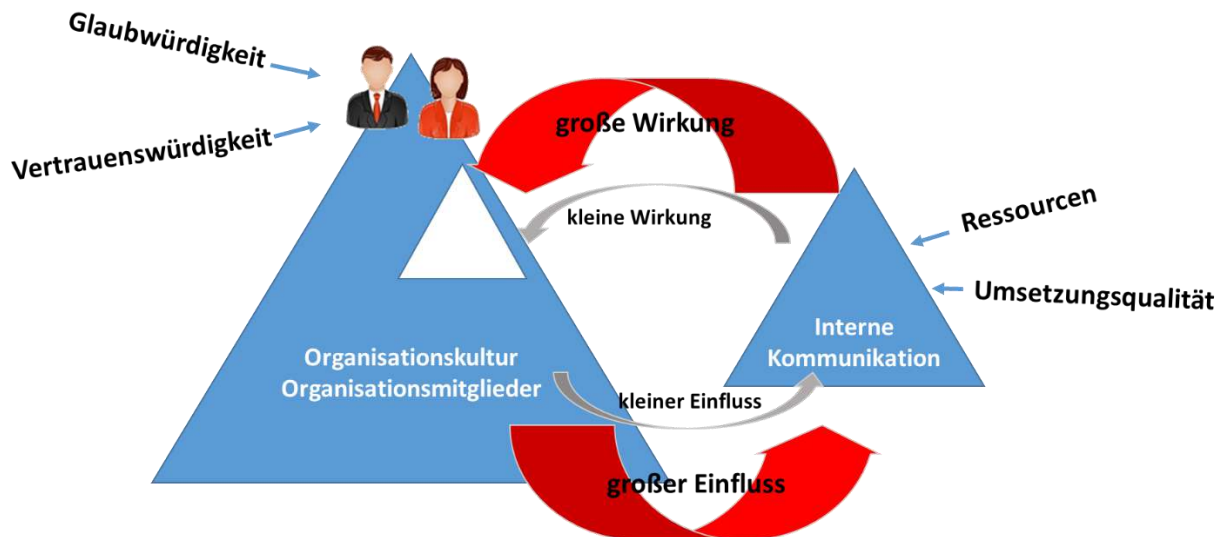 Glaubwürdigkeit
Vertrauenswürdigkeit
große Wirkung
kleine Wirkung
Ressourcen
Umsetzungsqualität
Interne
Kommunikation
Organisationskultur
Organisationsmitglieder
kleiner Einfluss
großer Einfluss